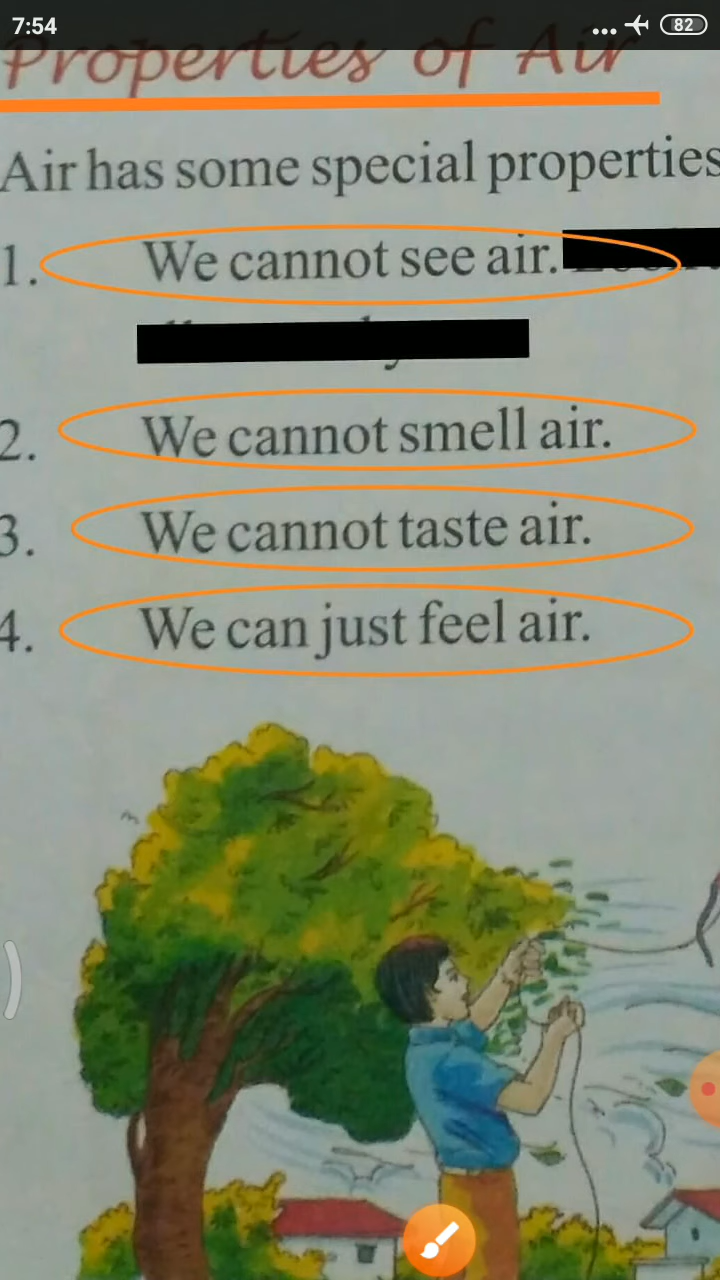 7:54 82
Properties of Air
Air has some special properties
1. We cannot see air.
2. We cannot smell air.
3. We cannot taste air.
4. We can just feel air.